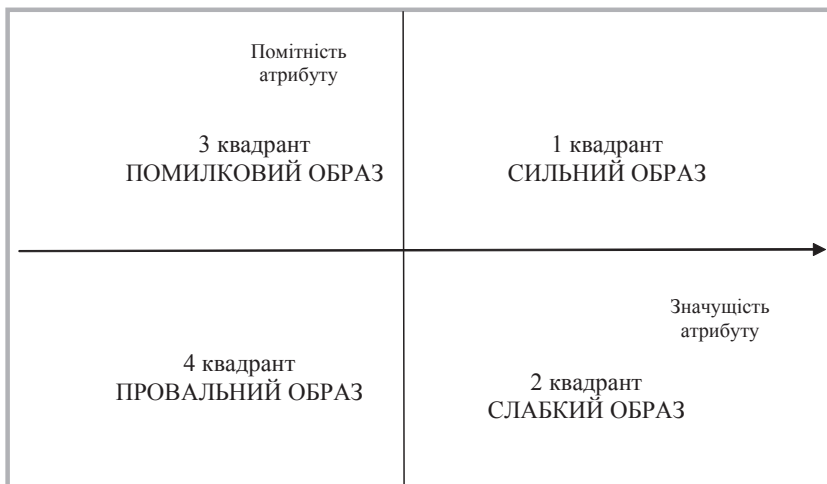 Помітність
атрибуту
3 квадрант
ПОМИЛКОВИЙ ОБРАЗ
1 квадрант
СИЛЬНИЙ ОБРАЗ
Значущість
атрибуту
4 квадрант
ПРОВАЛЬНИЙ ОБРАЗ
2 квадрант
СЛАБКИЙ ОБРАЗ